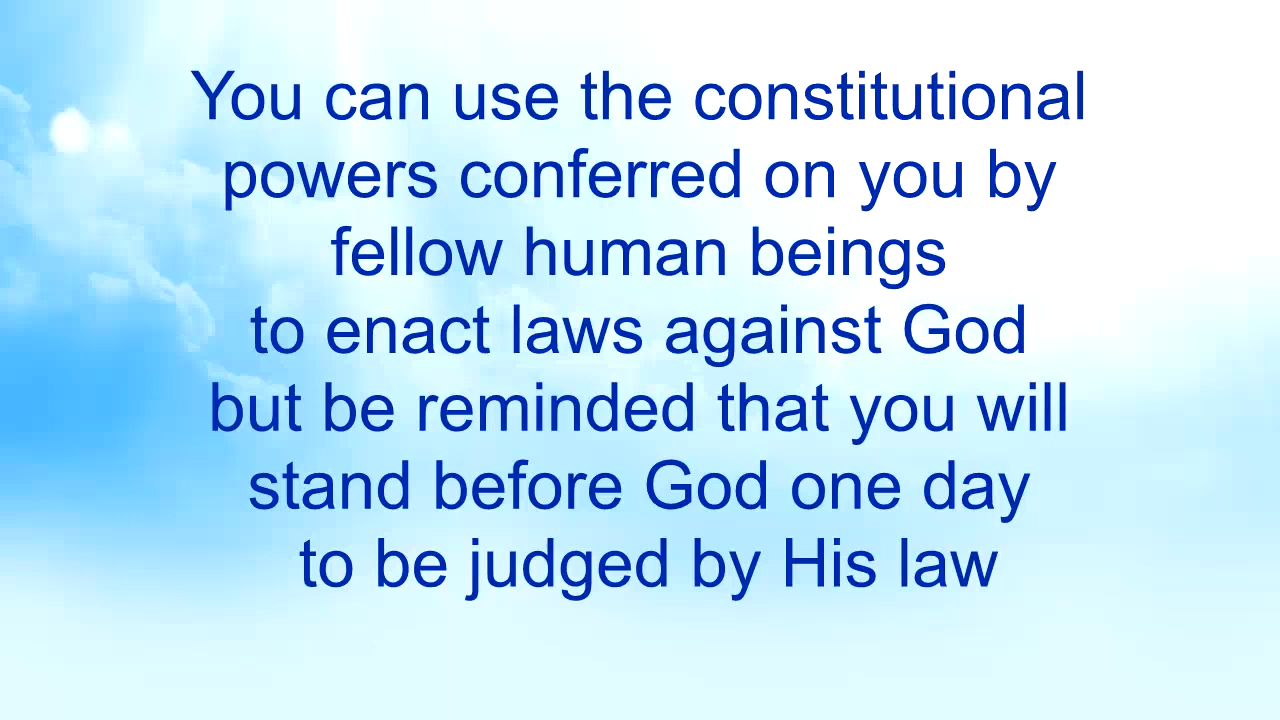 You can use the constitutional
powers conferred on you by
fellow human beings
to enact laws against God
but be reminded that you will
stand before God one day
to be judged by His law